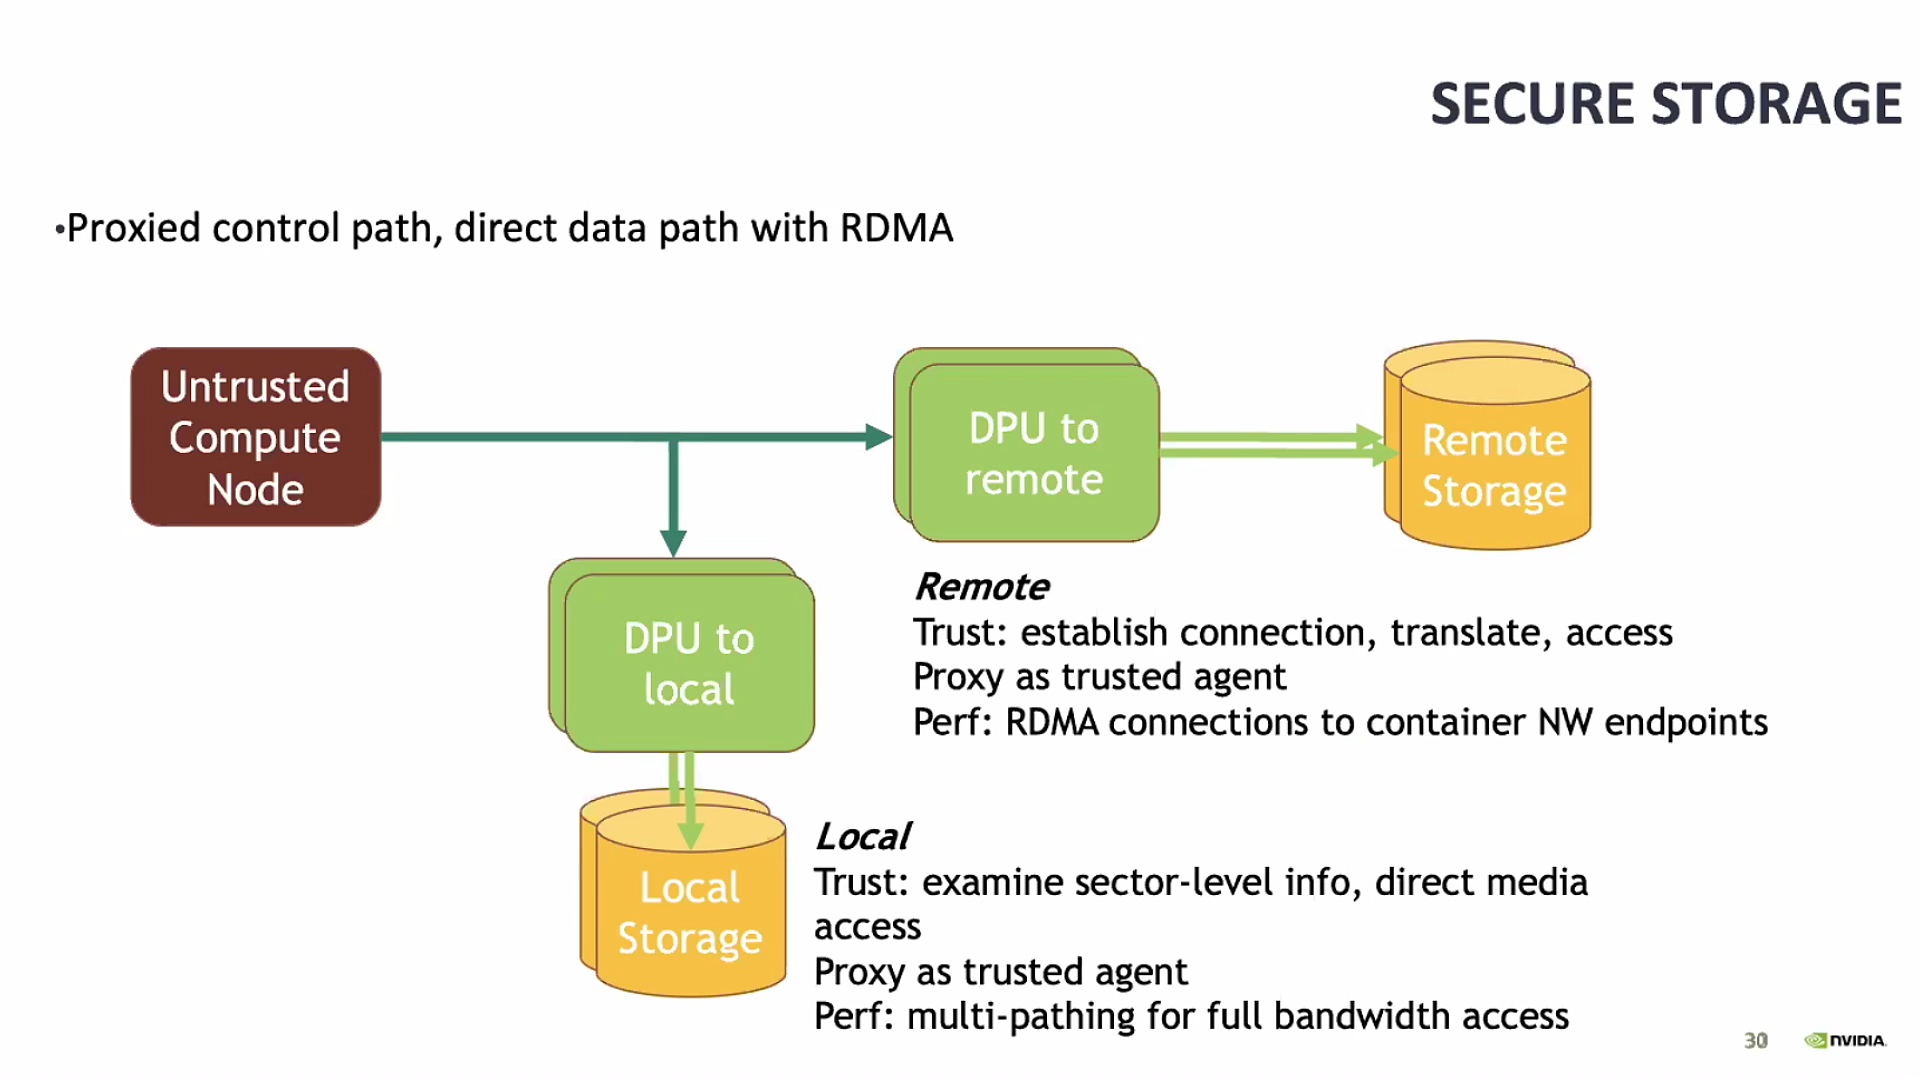 SECURE STORAGE
•Proxied control path, direct data path with RDMA
Untrusted
Compute
Node
DPU to
remote
Remote
Storage
DPU to
local
Remote
Trust: establish connection, translate, access
Proxy as trusted agent
Perf: RDMA connections to container NW endpoints
Local
Storage
Local
Trust: examine sector-level info, direct media
access
Proxy as trusted agent
Perf: multi-pathing for full bandwidth access
30
NVIDIA.